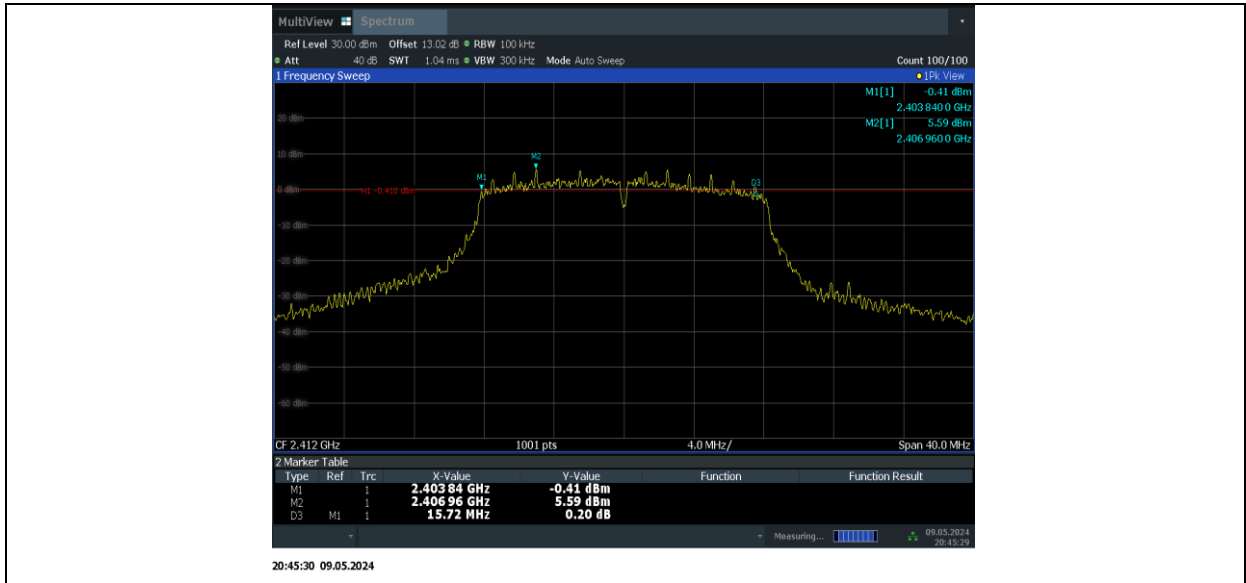 MultiView Spectrum
Ref Level 30.00 dBm Offset 13.02 dB RBW 100 kHz
Att 40 dB SWT 1.04 ms VBW 300 kHz Mode Auto Sweep Count 100/100
1 Frequency Sweep 1Pk View
M1[1] -0.41 dBm
2.403 840 0 GHz
20 dBm
M2[1] 5.59 dBm
2.406 960 0 GHz
10 dBm
M2
M1
D3
0 dBm
H1 -0.410 dBm
-10 dBm
-20 dBm
-30 dBm
-40 dBm
-50 dBm
-60 dBm
CF 2.412 GHz 1001 pts 4.0 MHz/ Span 40.0 MHz
2 Marker Table
Type Ref Trc X-Value Y-Value Function Function Result
M1 1 2.403 84 GHz -0.41 dBm
M2 1 2.406 96 GHz 5.59 dBm
D3 M1 1 15.72 MHz 0.20 dB
Measuring... 09.05.2024
20:45:29
20:45:30 09.05.2024